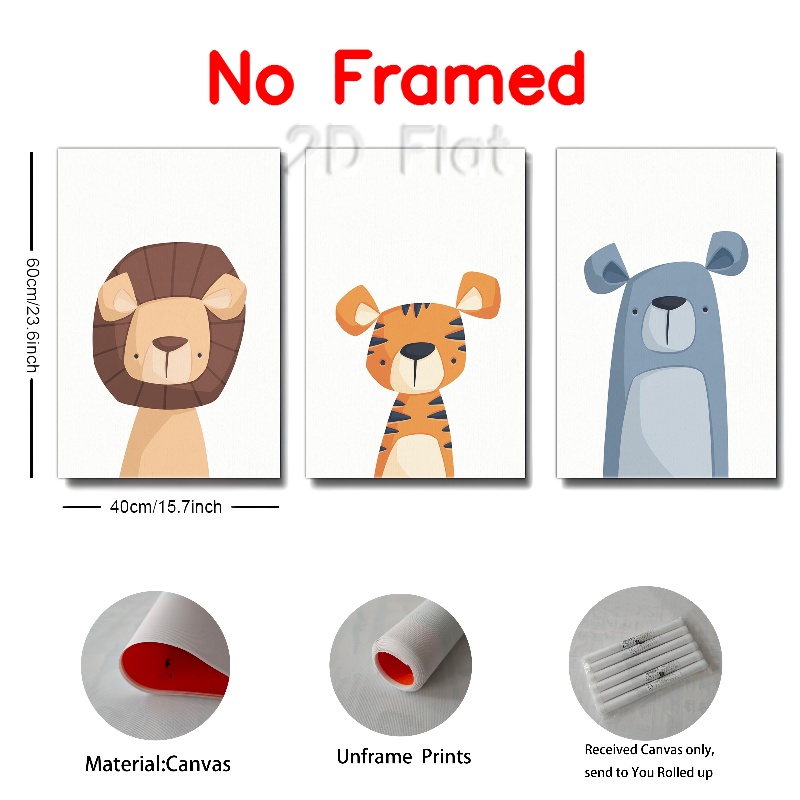 No Framed
2D Flat
60cm/23.6inch
40cm/15.7inch
Material:Canvas
Unframe Prints
Received Canvas only,
send to You Rolled up